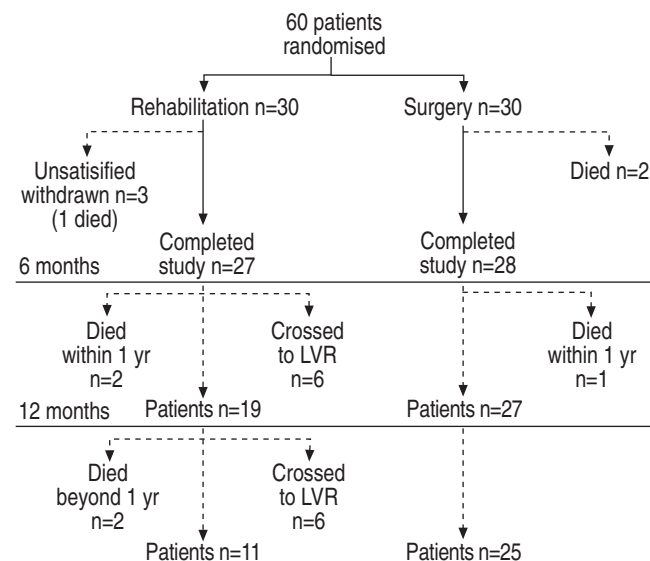 60 patients
randomised
Rehabilitation n=30
Surgery n=30
Unsatisified
withdrawn n=3
(1 died)
Died n=2
Completed
study n=27
Completed
study n=28
6 months
Died
within 1 yr
n=2
Crossed
to LVR
n=6
Died
within 1 yr
n=1
12 months
Patients n=19
Patients n=27
Died
beyond 1 yr
n=2
Crossed
to LVR
n=6
Patients n=11
Patients n=25